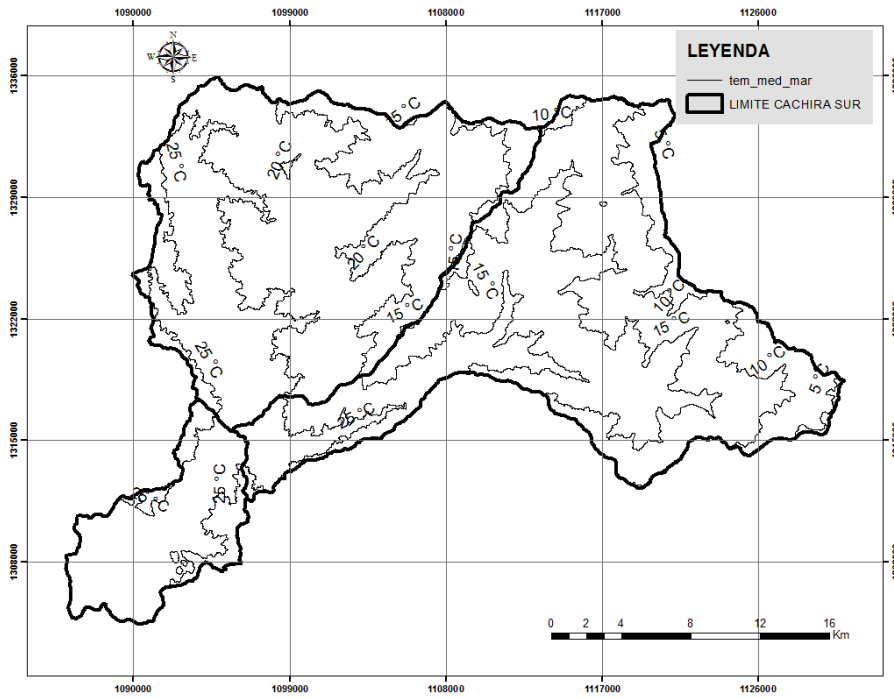 1090000 1099000 1108000 1117000 1126000
N
W E
S
LEYENDA
tem_med_mar
LIMITE CACHIRA SUR
1336000
5 °C
10 °C
25 °C
20 °C
1329000
20 °C
15 °C
15 °C
10 °C
15 °C
1322000
15 °C
25 °C
10 °C
5 °C
25 °C
1315000
25 °C
1308000
0 2 4 8 12 16
Km
1090000 1099000 1108000 1117000 1126000